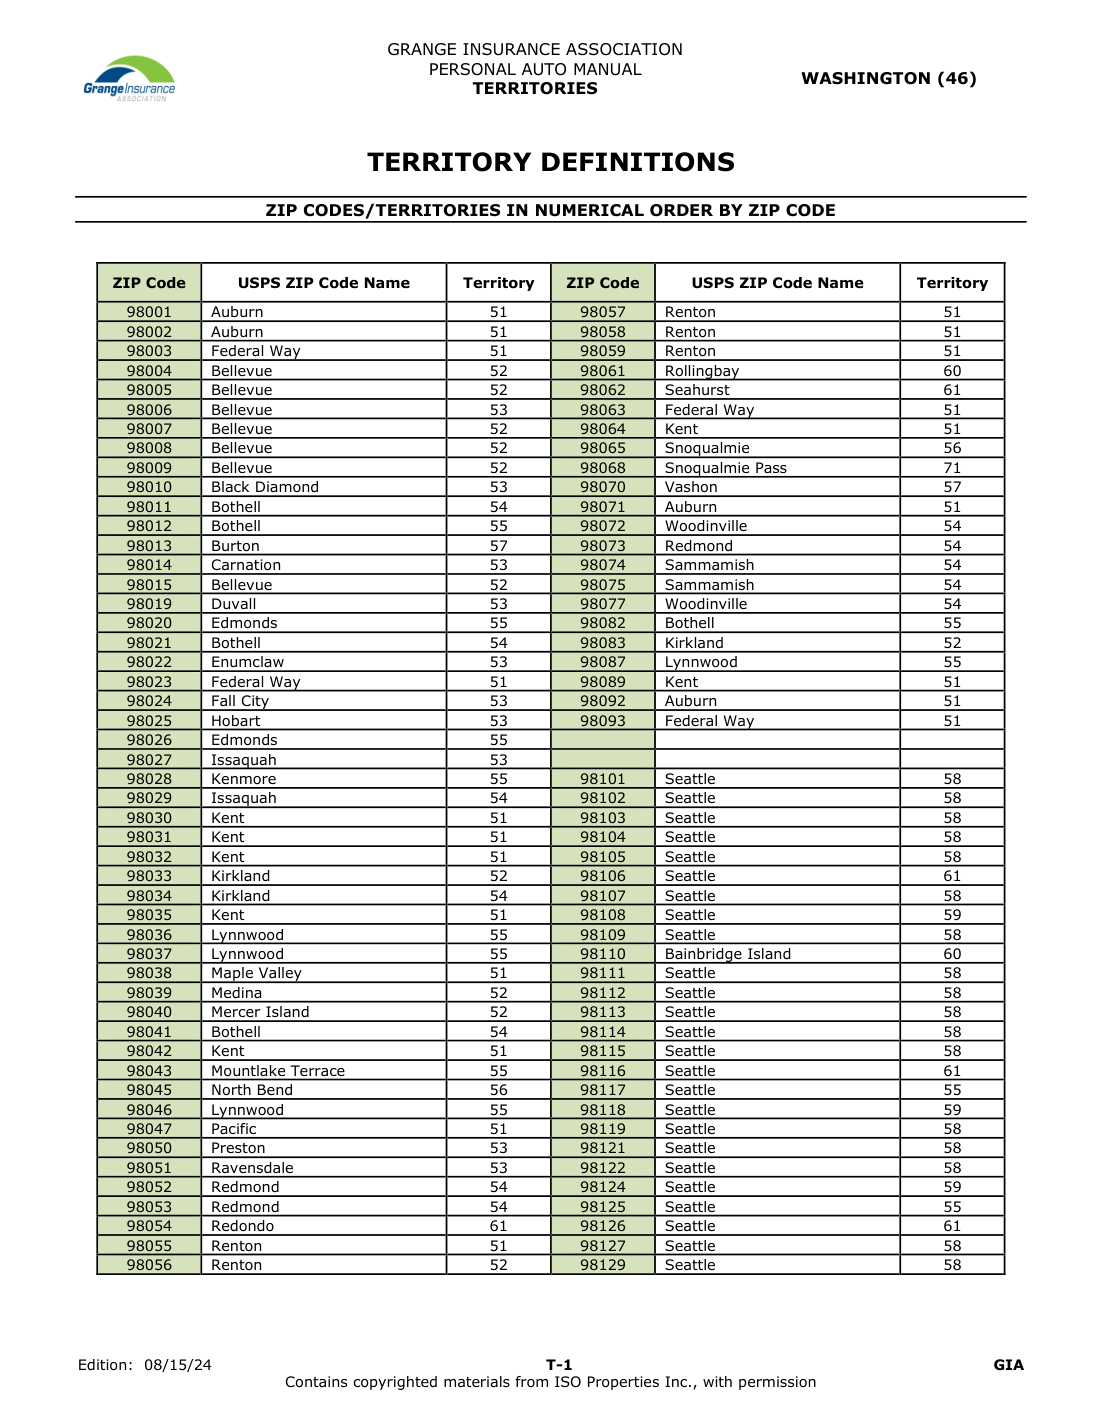 GRANGE INSURANCE ASSOCIATION
PERSONAL AUTO MANUAL
TERRITORIES
WASHINGTON (46)
GrangeInsurance
ASSOCIATION
TERRITORY DEFINITIONS
ZIP CODES/TERRITORIES IN NUMERICAL ORDER BY ZIP CODE
ZIP Code USPS ZIP Code Name Territory ZIP Code USPS ZIP Code Name Territory
98001 Auburn 51 98057 Renton 51
98002 Auburn 51 98058 Renton 51
98003 Federal Way 51 98059 Renton 51
98004 Bellevue 52 98061 Rollingbay 60
98005 Bellevue 52 98062 Seahurst 61
98006 Bellevue 53 98063 Federal Way 51
98007 Bellevue 52 98064 Kent 51
98008 Bellevue 52 98065 Snoqualmie 56
98009 Bellevue 52 98068 Snoqualmie Pass 71
98010 Black Diamond 53 98070 Vashon 57
98011 Bothell 54 98071 Auburn 51
98012 Bothell 55 98072 Woodinville 54
98013 Burton 57 98073 Redmond 54
98014 Carnation 53 98074 Sammamish 54
98015 Bellevue 52 98075 Sammamish 54
98019 Duvall 53 98077 Woodinville 54
98020 Edmonds 55 98082 Bothell 55
98021 Bothell 54 98083 Kirkland 52
98022 Enumclaw 53 98087 Lynnwood 55
98023 Federal Way 51 98089 Kent 51
98024 Fall City 53 98092 Auburn 51
98025 Hobart 53 98093 Federal Way 51
98026 Edmonds 55
98027 Issaquah 53
98028 Kenmore 55 98101 Seattle 58
98029 Issaquah 54 98102 Seattle 58
98030 Kent 51 98103 Seattle 58
98031 Kent 51 98104 Seattle 58
98032 Kent 51 98105 Seattle 58
98033 Kirkland 52 98106 Seattle 61
98034 Kirkland 54 98107 Seattle 58
98035 Kent 51 98108 Seattle 59
98036 Lynnwood 55 98109 Seattle 58
98037 Lynnwood 55 98110 Bainbridge Island 60
98038 Maple Valley 51 98111 Seattle 58
98039 Medina 52 98112 Seattle 58
98040 Mercer Island 52 98113 Seattle 58
98041 Bothell 54 98114 Seattle 58
98042 Kent 51 98115 Seattle 58
98043 Mountlake Terrace 55 98116 Seattle 61
98045 North Bend 56 98117 Seattle 55
98046 Lynnwood 55 98118 Seattle 59
98047 Pacific 51 98119 Seattle 58
98050 Preston 53 98121 Seattle 58
98051 Ravensdale 53 98122 Seattle 58
98052 Redmond 54 98124 Seattle 59
98053 Redmond 54 98125 Seattle 55
98054 Redondo 61 98126 Seattle 61
98055 Renton 51 98127 Seattle 58
98056 Renton 52 98129 Seattle 58
Edition: 08/15/24 T-1 GIA
Contains copyrighted materials from ISO Properties Inc., with permission